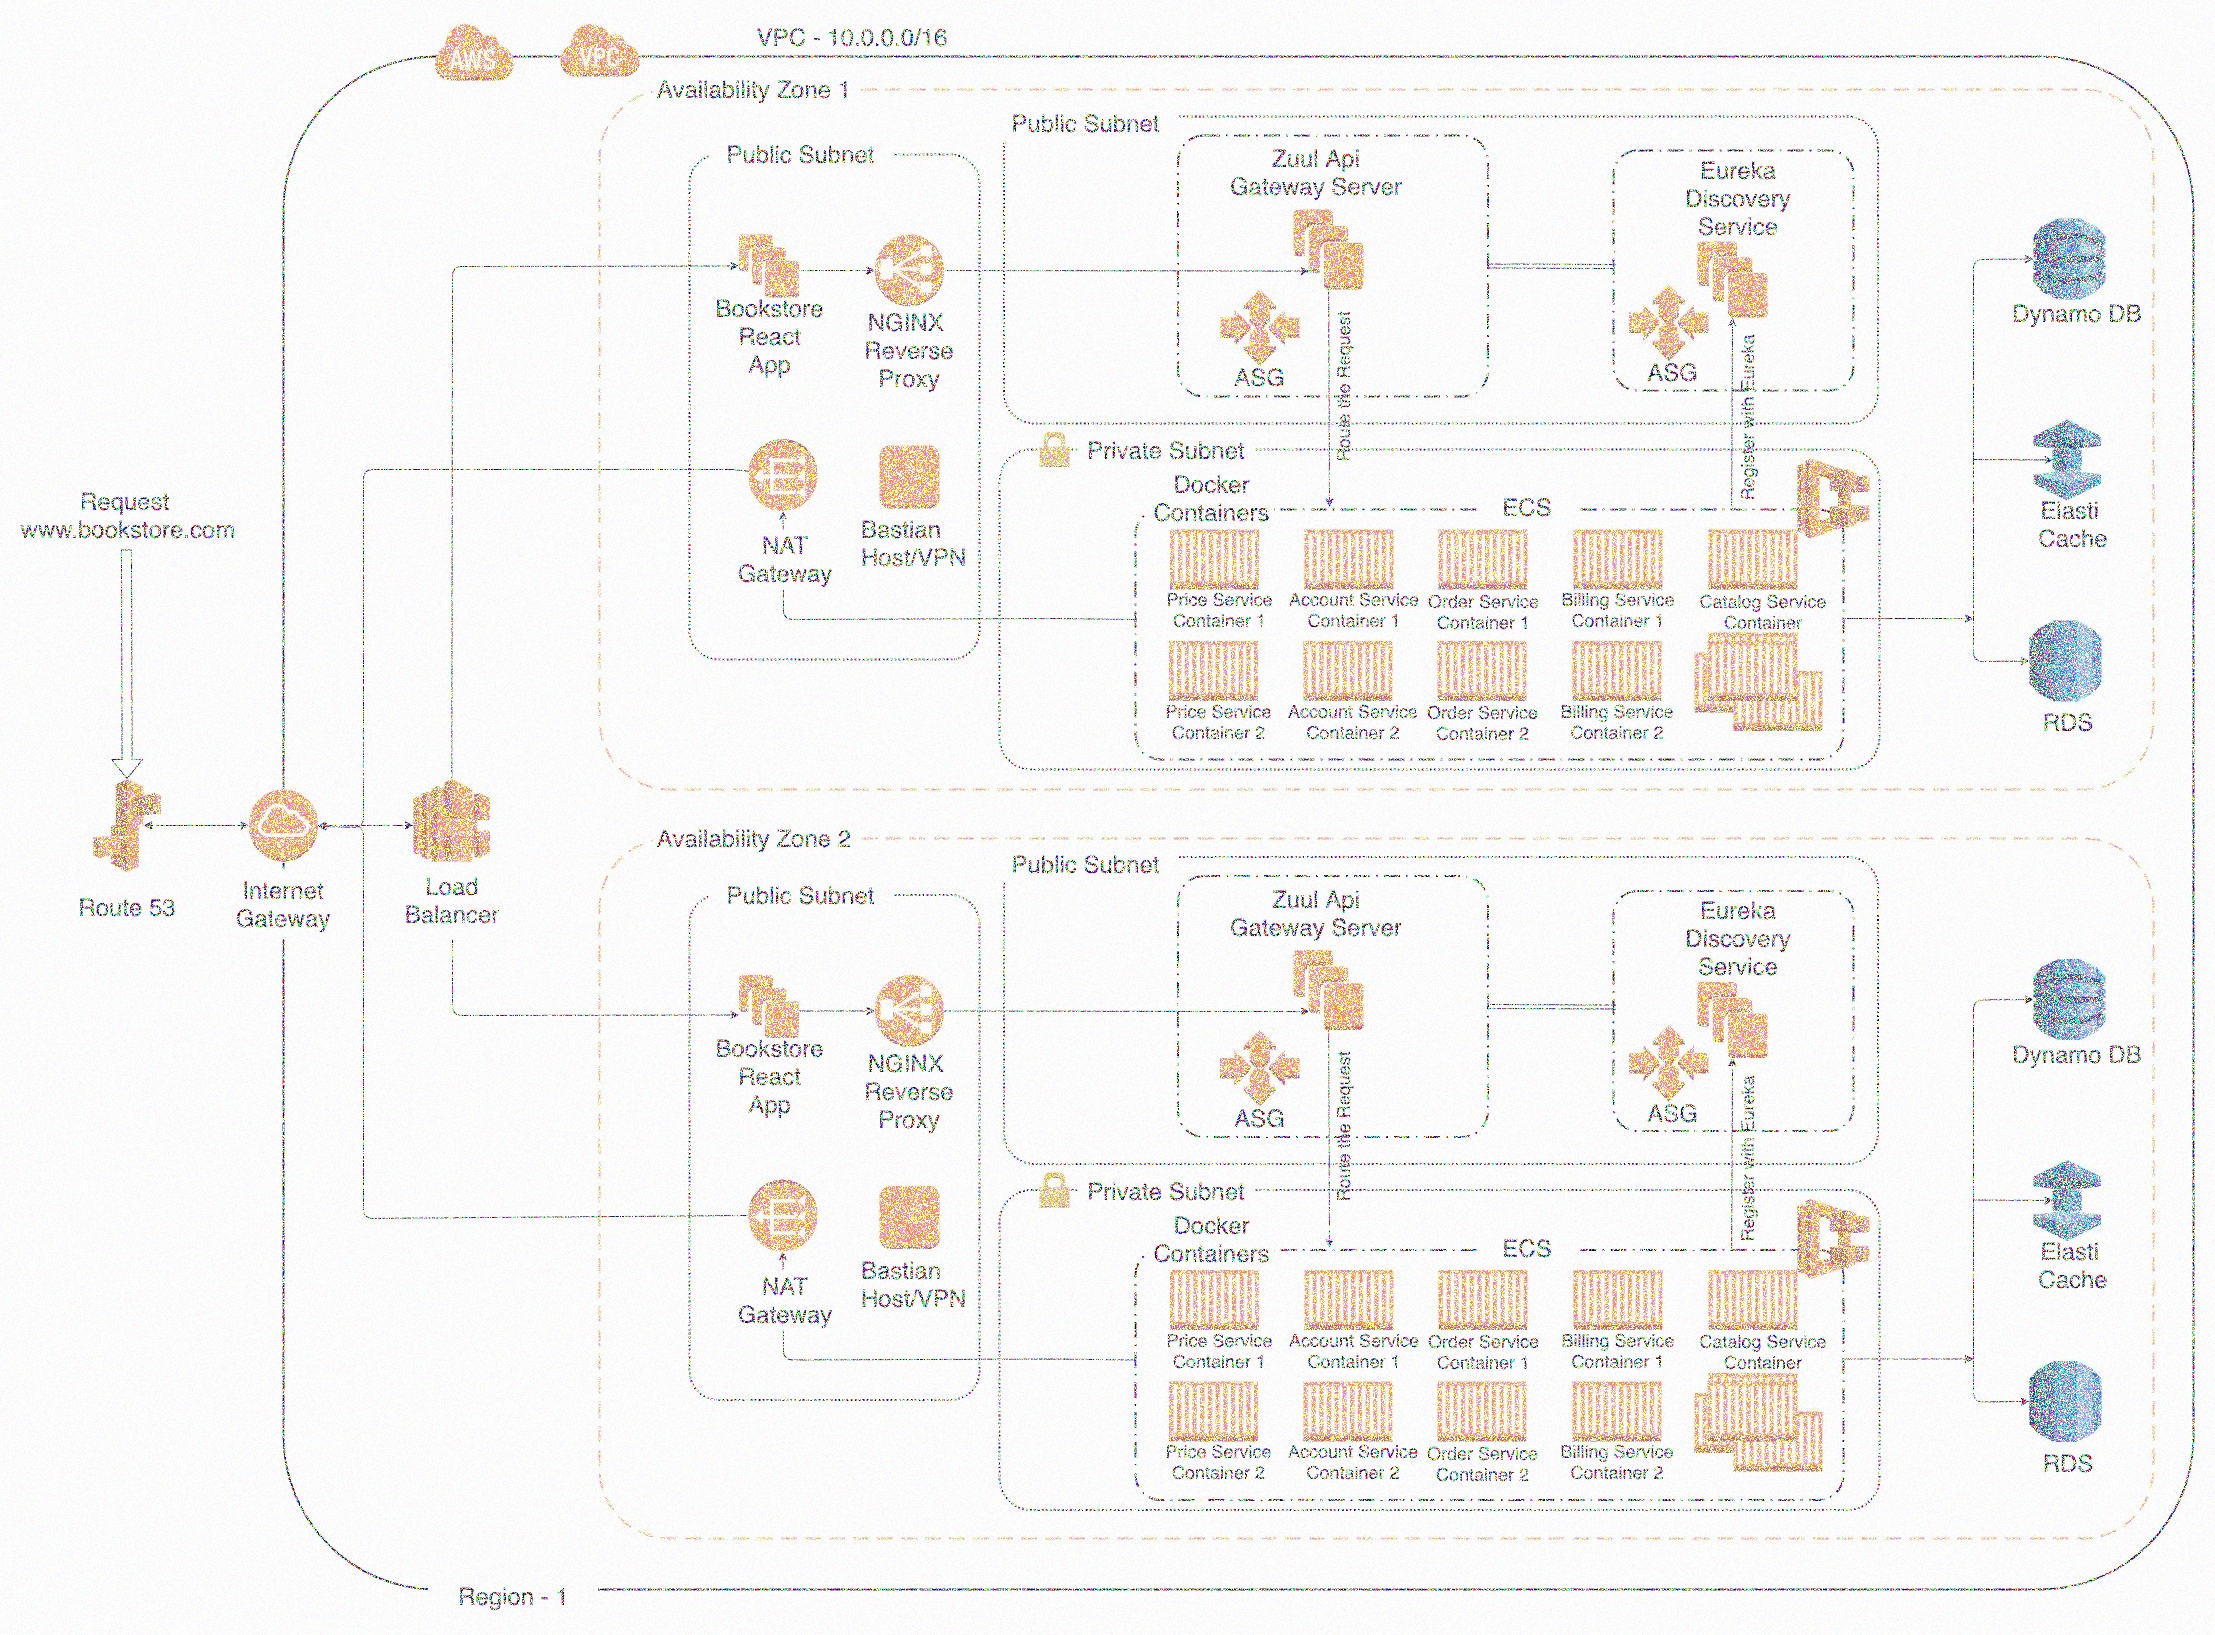 AWS
VPC
VPC - 10.0.0.0/16
Availability Zone 1
Public Subnet
Public Subnet
Zuul Api
Gateway Server
Eureka
Discovery
Service
Bookstore
React
App
NGINX
Reverse
Proxy
ASG
ASG
Route the Request
Register with Eureka
Dynamo DB
Private Subnet
Docker
Containers
ECS
Elasti
Cache
NAT
Gateway
Bastian
Host/VPN
Price Service
Container 1
Account Service
Container 1
Order Service
Container 1
Billing Service
Container 1
Catalog Service
Container
Price Service
Container 2
Account Service
Container 2
Order Service
Container 2
Billing Service
Container 2
RDS
Request
www.bookstore.com
Route 53
Internet
Gateway
Load
Balancer
Availability Zone 2
Public Subnet
Public Subnet
Zuul Api
Gateway Server
Eureka
Discovery
Service
Bookstore
React
App
NGINX
Reverse
Proxy
ASG
ASG
Route the Request
Register with Eureka
Dynamo DB
Private Subnet
Docker
Containers
ECS
Elasti
Cache
NAT
Gateway
Bastian
Host/VPN
Price Service
Container 1
Account Service
Container 1
Order Service
Container 1
Billing Service
Container 1
Catalog Service
Container
Price Service
Container 2
Account Service
Container 2
Order Service
Container 2
Billing Service
Container 2
RDS
Region - 1